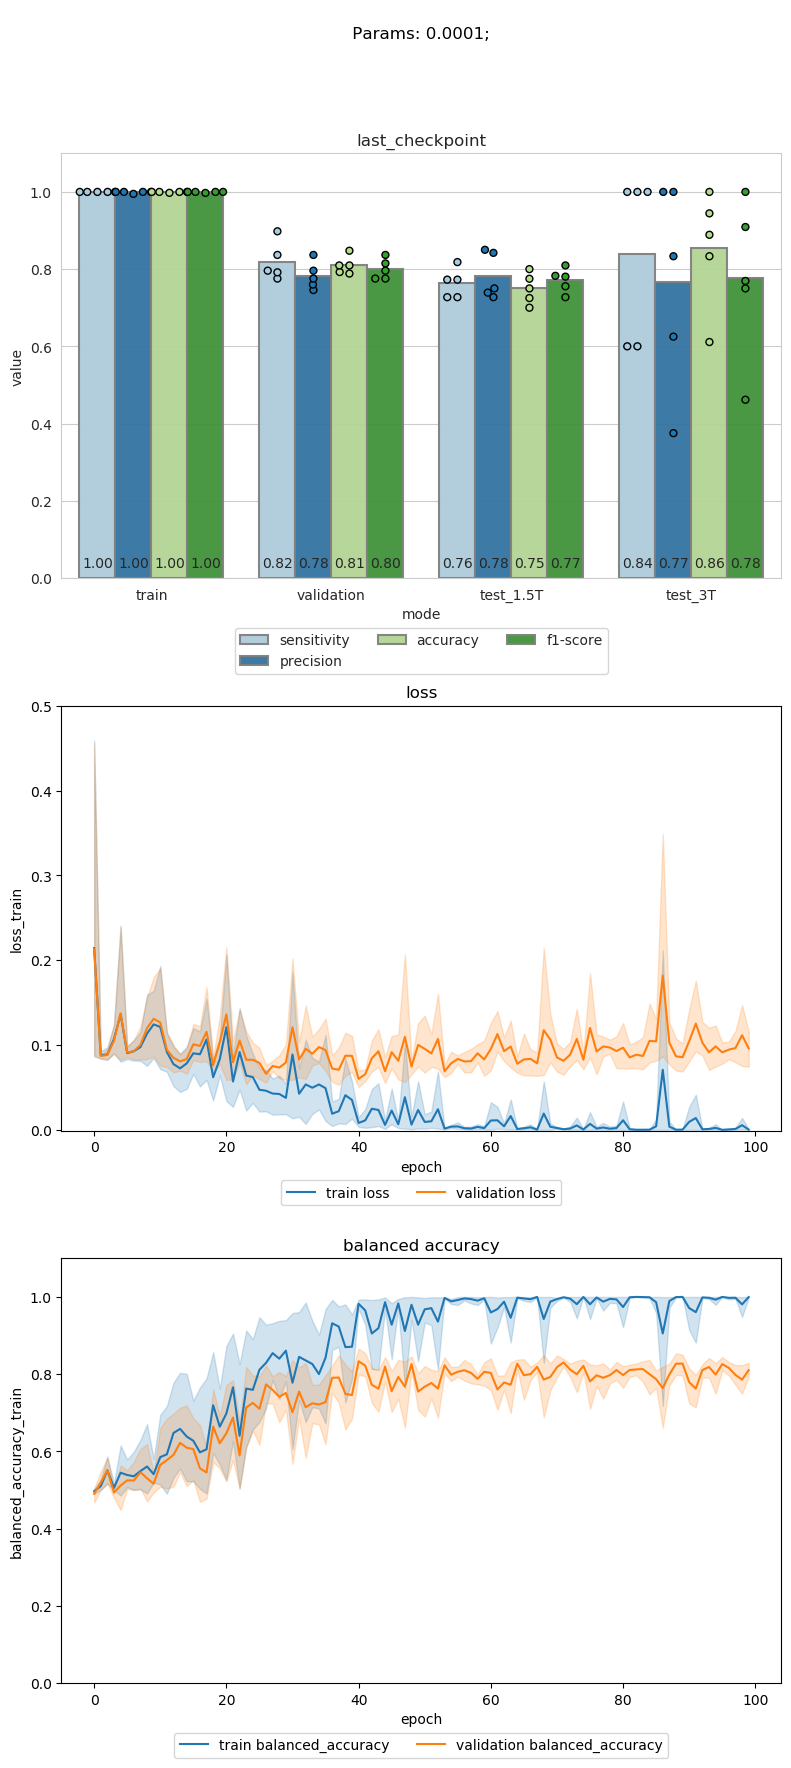 Params: 0.0001;
last_checkpoint
value
1.0
0.8
0.6
0.4
0.2
0.0
1.00 1.00 1.00 1.00 0.82 0.78 0.81 0.80 0.76 0.78 0.75 0.77 0.84 0.77 0.86 0.78
train validation test_1.5T test_3T
mode
sensitivity accuracy f1-score
precision
loss
loss_train
0.5
0.4
0.3
0.2
0.1
0.0
0 20 40 60 80 100
epoch
train loss validation loss
balanced accuracy
balanced_accuracy_train
1.0
0.8
0.6
0.4
0.2
0.0
0 20 40 60 80 100
epoch
train balanced_accuracy validation balanced_accuracy